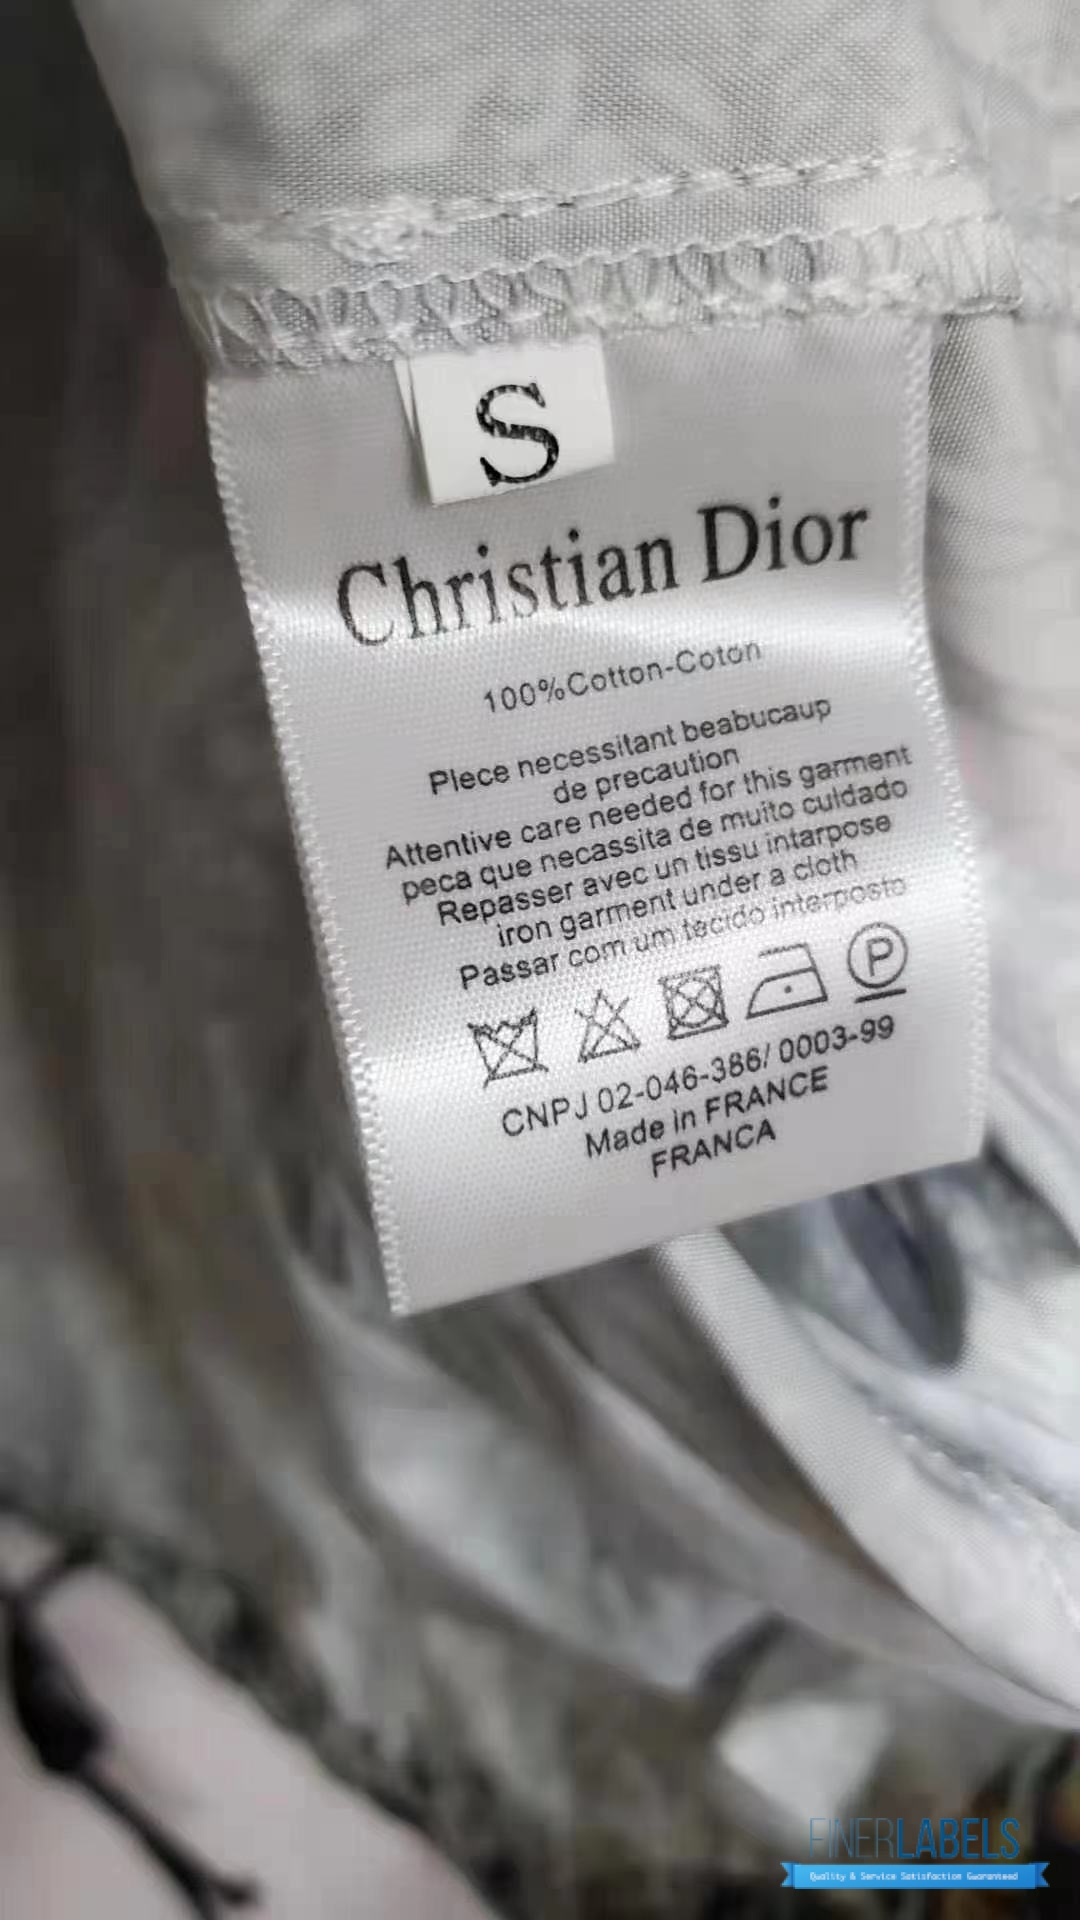 S
Christian Dior
100%Cotton-Coton
Plece necessitant beabucaup
de precaution
Attentive care needed for this garment
peca que necassita de muito culdado
Repasser avec un tissu intarpose
iron garment under a cloth
Passar com um tecido interposto
P
CNPJ 02-046-386/ 0003-99
Made in FRANCE
FRANCA
FINERLABELS
Quality & Service Satisfaction Guaranteed